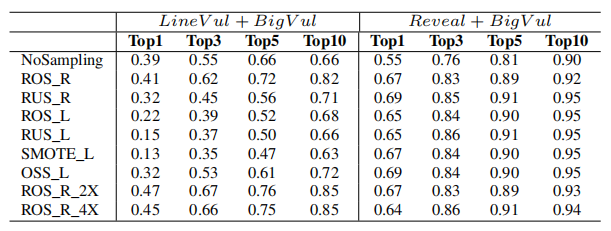 LineVul + BigVul Reveal + BigVul
Top1 Top3 Top5 Top10 Top1 Top3 Top5 Top10
NoSampling 0.39 0.55 0.66 0.66 0.55 0.76 0.81 0.90
ROS_R 0.41 0.62 0.72 0.82 0.67 0.83 0.89 0.92
RUS_R 0.32 0.45 0.56 0.71 0.69 0.85 0.91 0.95
ROS_L 0.22 0.39 0.52 0.68 0.65 0.84 0.90 0.95
RUS_L 0.15 0.37 0.50 0.66 0.65 0.86 0.91 0.95
SMOTE_L 0.13 0.35 0.47 0.63 0.67 0.84 0.90 0.95
OSS_L 0.32 0.53 0.61 0.72 0.69 0.84 0.90 0.95
ROS_R_2X 0.47 0.67 0.76 0.85 0.67 0.83 0.89 0.93
ROS_R_4X 0.45 0.66 0.75 0.85 0.64 0.86 0.91 0.94